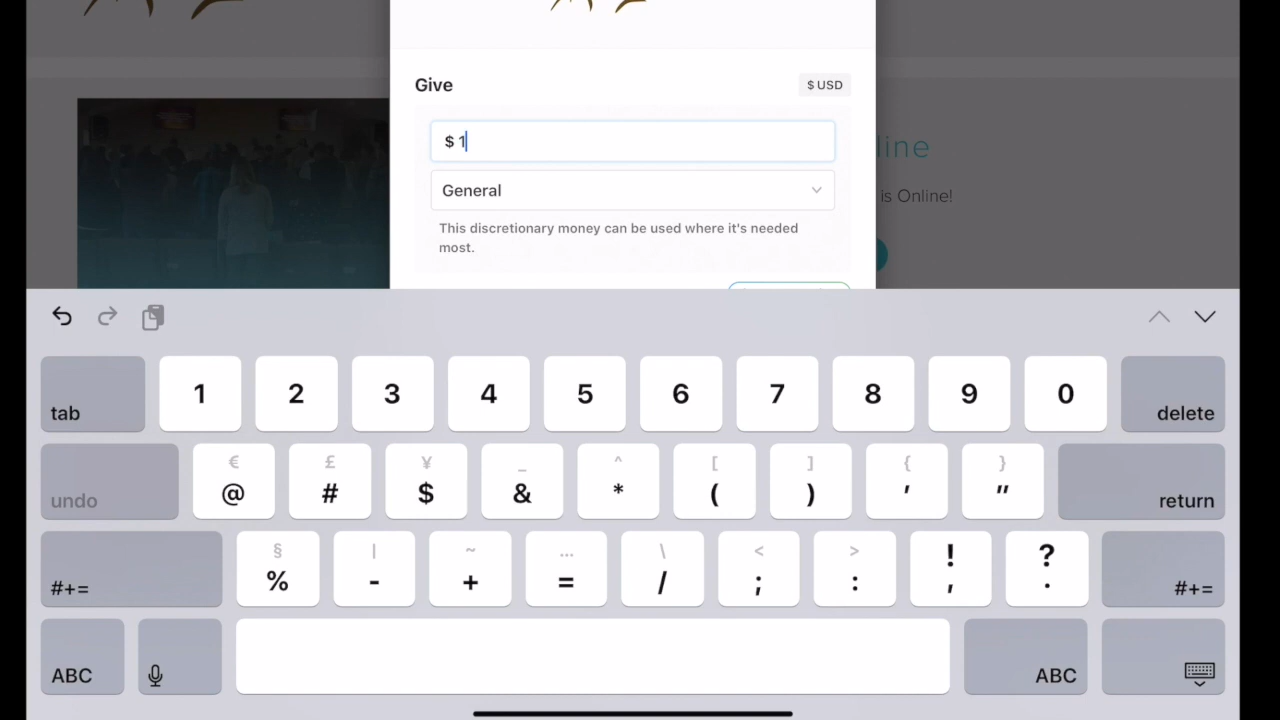 Give
$ USD
$ 1
General
This discretionary money can be used where it's needed
most.
line
is Online!
tab
1 2 3 4 5 6 7 8 9 0
delete
undo
€ £ ¥ _ ^ [ ] { }
@ # $ & * ( ) ' "
return
#+=
§ | ~ … \ < > ! ?
% - + = / ; : , .
#+=
ABC
ABC